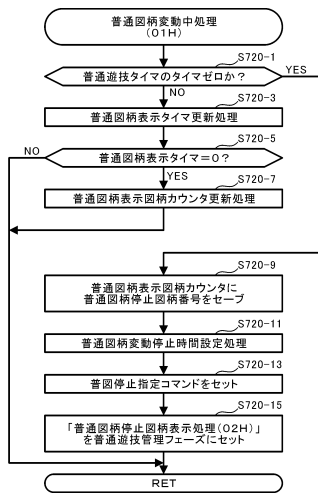 普通図柄変動中処理
(01H)
S720-1
普通遊技タイマのタイマゼロか?
YES
NO
S720-3
普通図柄表示タイマ更新処理
S720-5
NO
普通図柄表示タイマ=0?
YES
S720-7
普通図柄表示図柄カウンタ更新処理
S720-9
普通図柄表示図柄カウンタに
普通図柄停止図柄番号をセーブ
S720-11
普通図柄変動停止時間設定処理
S720-13
普図停止指定コマンドをセット
S720-15
「普通図柄停止図柄表示処理(02H)」
を普通遊技管理フェーズにセット
RET